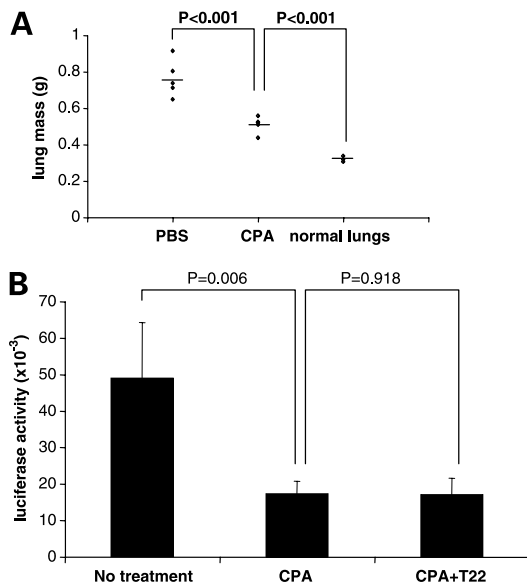 A
P<0.001 P<0.001
lung mass (g)
1
0.8
0.6
0.4
0.2
0
PBS CPA normal lungs
B
P=0.006 P=0.918
luciferase activity (x10-3)
70
60
50
40
30
20
10
0
No treatment CPA CPA+T22